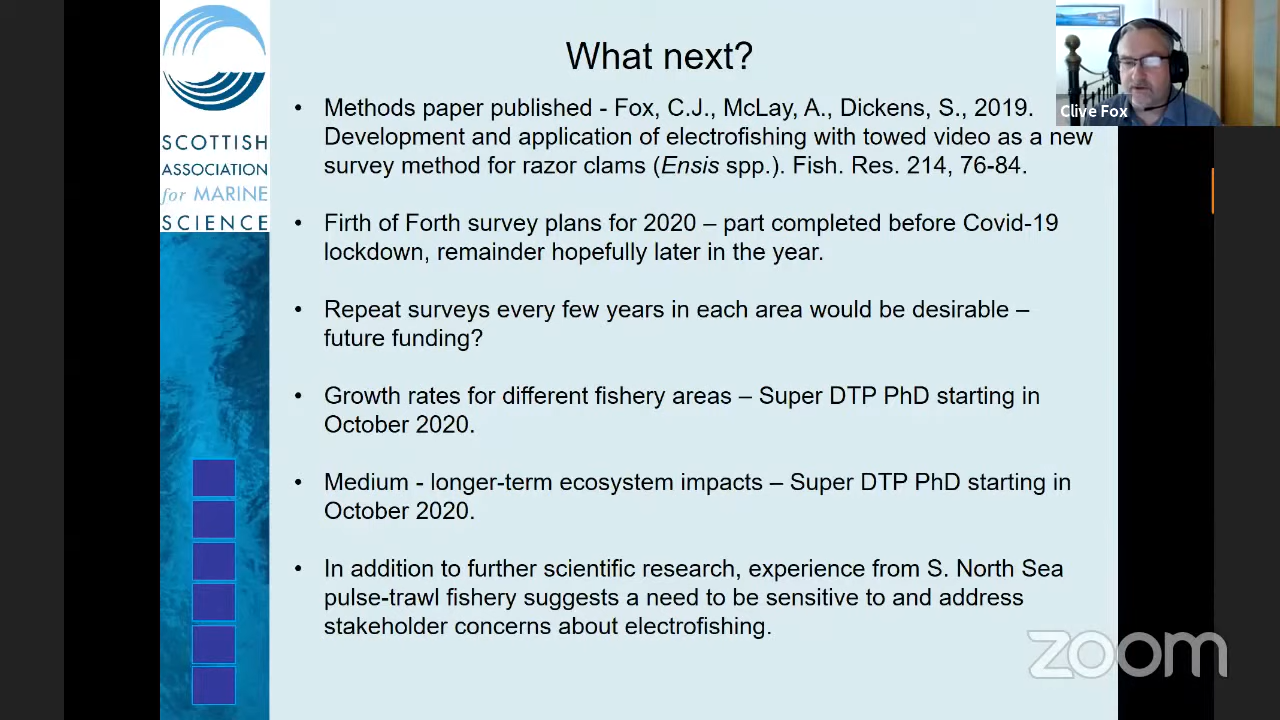 What next?
• Methods paper published - Fox, C.J., McLay, A., Dickens, S., 2019.
Development and application of electrofishing with towed video as a new
survey method for razor clams (Ensis spp.). Fish. Res. 214, 76-84.
• Firth of Forth survey plans for 2020 – part completed before Covid-19
lockdown, remainder hopefully later in the year.
• Repeat surveys every few years in each area would be desirable –
future funding?
• Growth rates for different fishery areas – Super DTP PhD starting in
October 2020.
• Medium - longer-term ecosystem impacts – Super DTP PhD starting in
October 2020.
• In addition to further scientific research, experience from S. North Sea
pulse-trawl fishery suggests a need to be sensitive to and address
stakeholder concerns about electrofishing.
SCOTTISH
ASSOCIATION
for MARINE
SCIENCE
Clive Fox
zoom